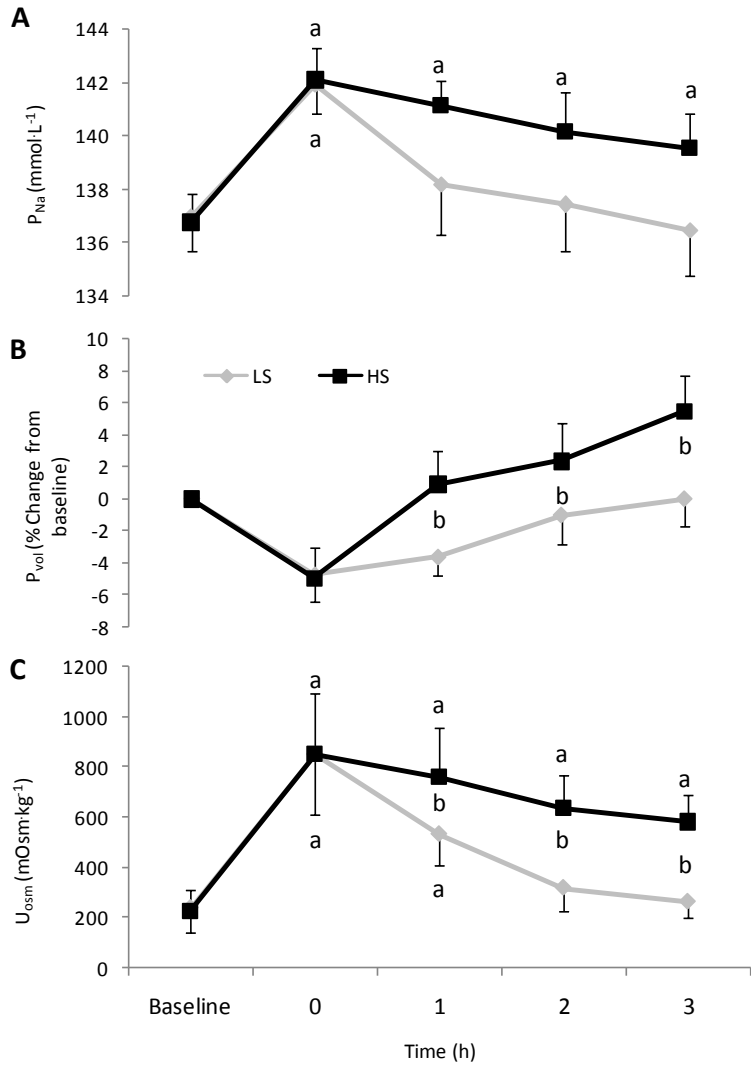 A
P_Na (mmol·L⁻¹)
144
142
140
138
136
134
a
a
a
a
a
B
P_vol (% Change from
baseline)
10
8
6
4
2
0
-2
-4
-6
-8
LS
HS
b
b
b
C
U_osm (mOsm·kg⁻¹)
1200
1000
800
600
400
200
0
a
a
a
a
b
b
b
a
a
Baseline 0 1 2 3
Time (h)